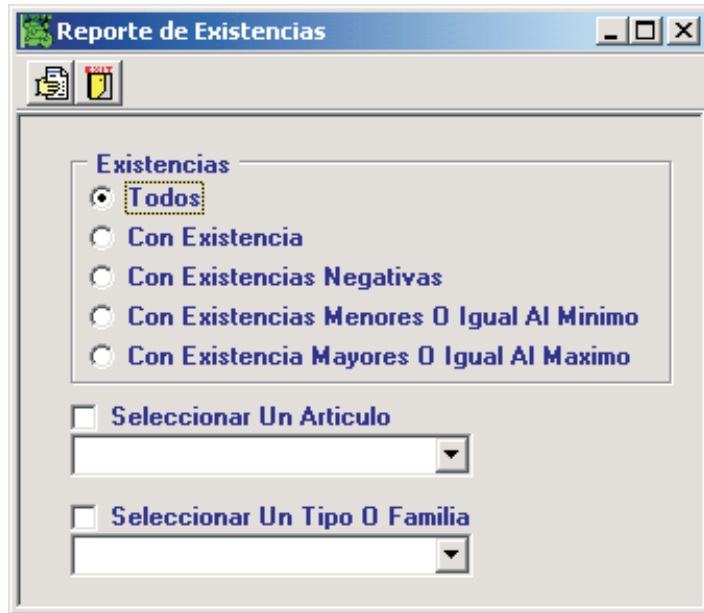 Reporte de Existencias
EXIT
Existencias
Todos
Con Existencia
Con Existencias Negativas
Con Existencias Menores O Igual Al Minimo
Con Existencia Mayores O Igual Al Maximo
Seleccionar Un Articulo
Seleccionar Un Tipo O Familia